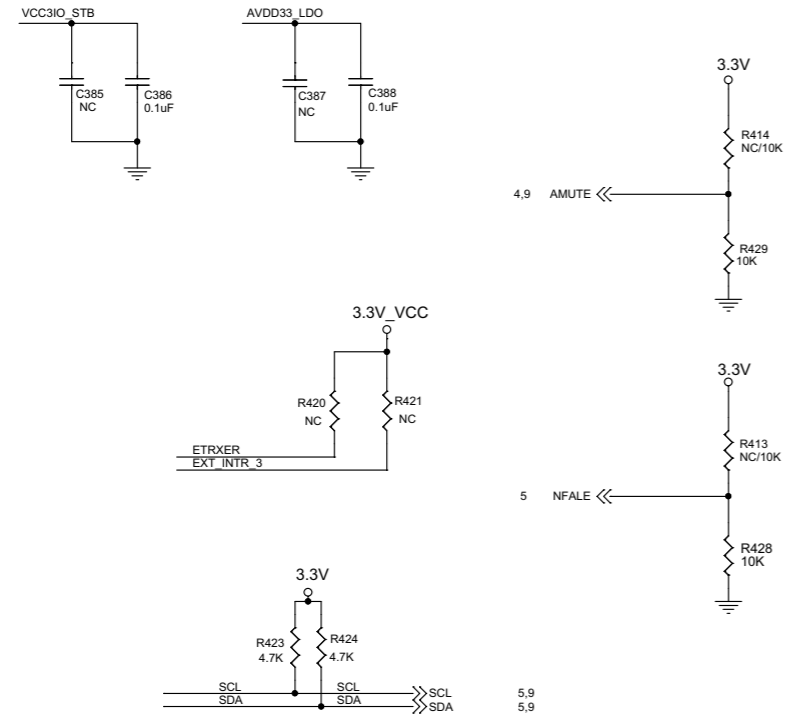 VCC3IO_STB
C385
NC
C386
0.1uF
AVDD33_LDO
C387
NC
C388
0.1uF
3.3V
R414
NC/10K
4,9 AMUTE
R429
10K
3.3V_VCC
R420
NC
R421
NC
ETRXER
EXT_INTR_3
3.3V
R413
NC/10K
5 NFALE
R428
10K
3.3V
R423
4.7K
R424
4.7K
SCL SCL SCL 5,9
SDA SDA SDA 5,9